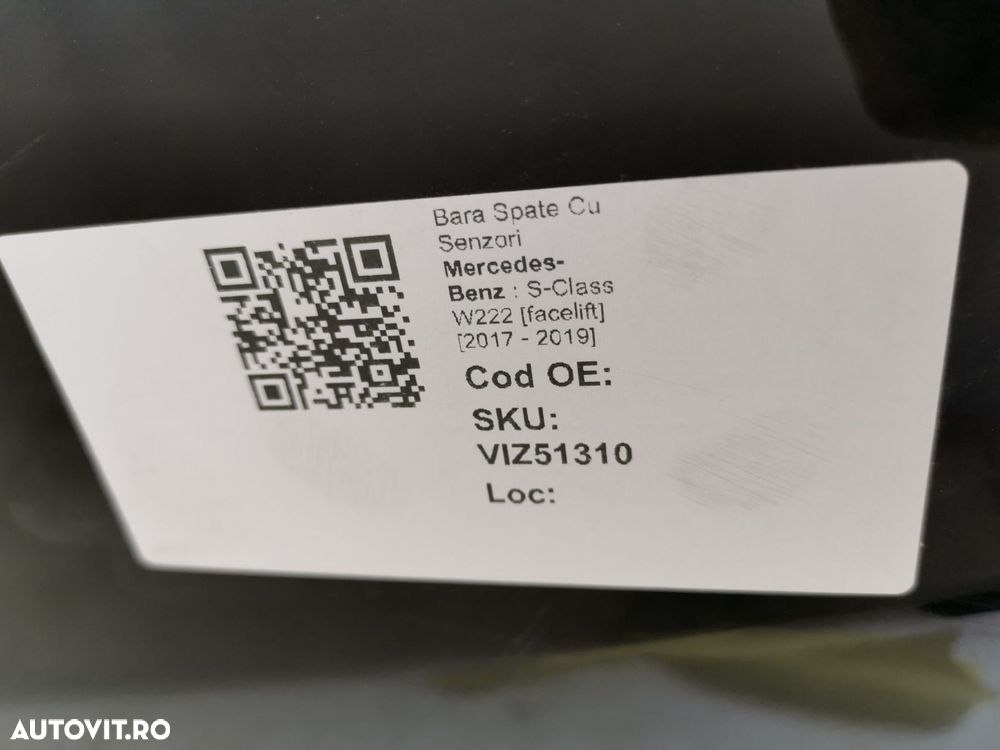 Bara Spate Cu
Senzori
Mercedes-
Benz : S-Class
W222 [facelift]
[2017 - 2019]
Cod OE:
SKU:
VIZ51310
Loc:
AUTOVIT.RO